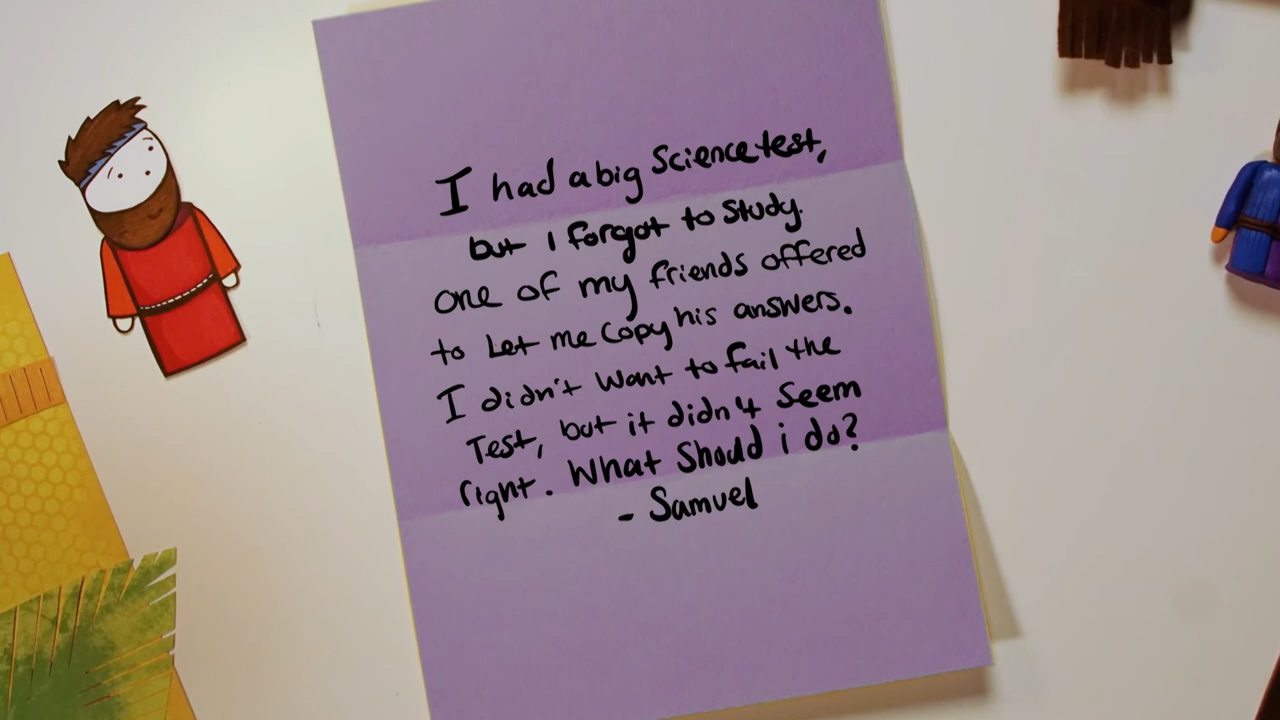 I had a big Science test,
but I forgot to Study.
one of my friends offered
to Let me Copy his answers.
I didn't want to fail the
Test, but it didn't Seem
right. What Should i do?
- Samuel